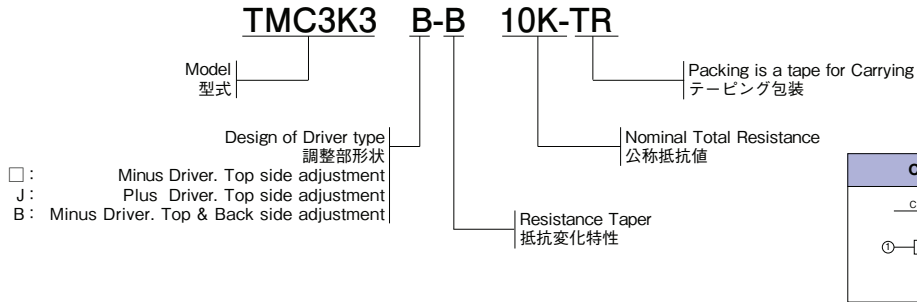 TMC3K3 B-B 10K-TR
Model
型式
Packing is a tape for Carrying
テーピング包装
Design of Driver type
調整部形状
□： Minus Driver. Top side adjustment
J： Plus Driver. Top side adjustment
B： Minus Driver. Top & Back side adjustment
Nominal Total Resistance
公称抵抗値
Resistance Taper
抵抗変化特性
①